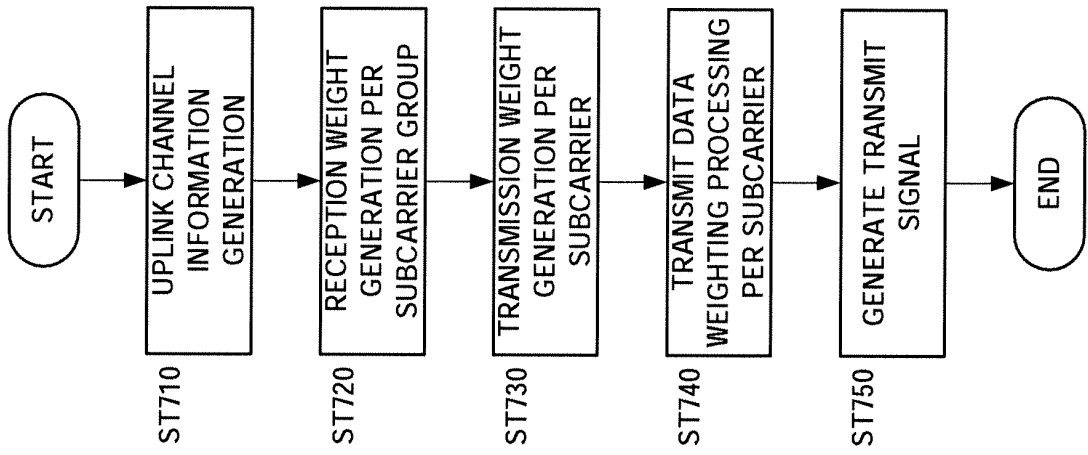 START
ST710
UPLINK CHANNEL
INFORMATION
GENERATION
ST720
RECEPTION WEIGHT
GENERATION PER
SUBCARRIER GROUP
ST730
TRANSMISSION WEIGHT
GENERATION PER
SUBCARRIER
ST740
TRANSMIT DATA
WEIGHTING PROCESSING
PER SUBCARRIER
ST750
GENERATE TRANSMIT
SIGNAL
END